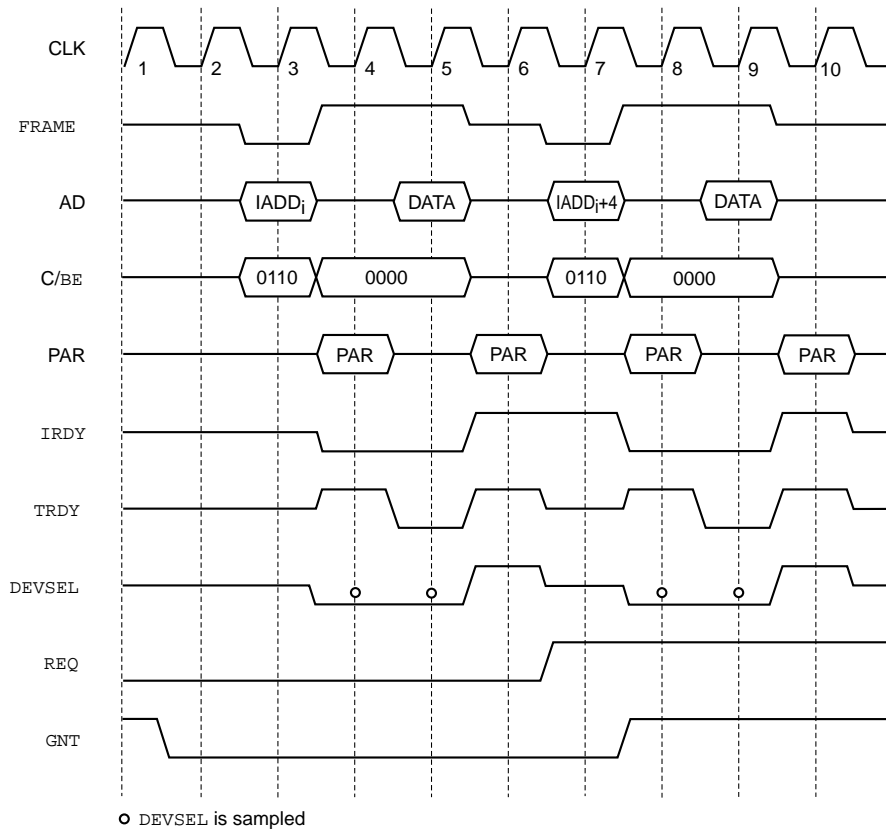 CLK
1 2 3 4 5 6 7 8 9 10
FRAME
AD
IADDi DATA IADDi+4 DATA
C/BE
0110 0000 0110 0000
PAR
PAR PAR PAR PAR
IRDY
TRDY
DEVSEL
REQ
GNT
DEVSEL is sampled